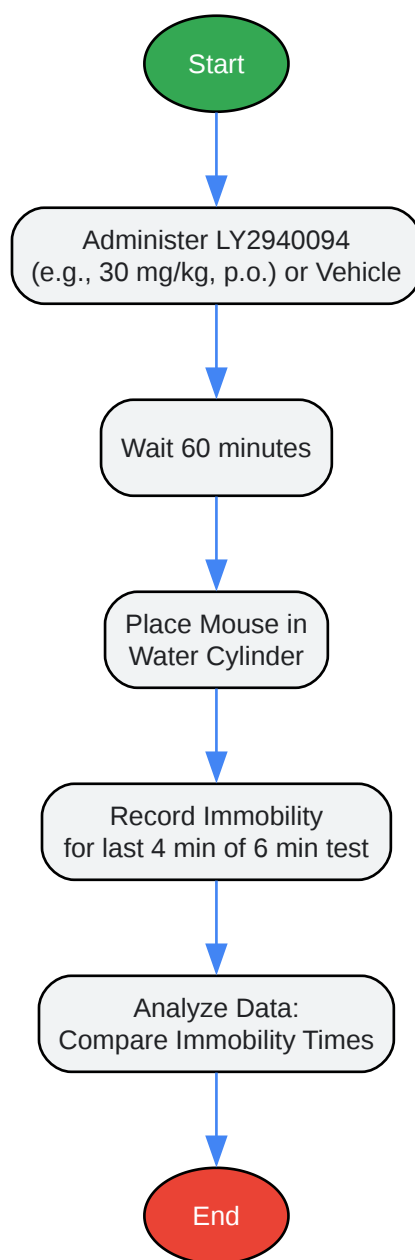 Start
Administer LY2940094
(e.g., 30 mg/kg, p.o.) or Vehicle
Wait 60 minutes
Place Mouse in
Water Cylinder
Record Immobility
for last 4 min of 6 min test
Analyze Data:
Compare Immobility Times
End